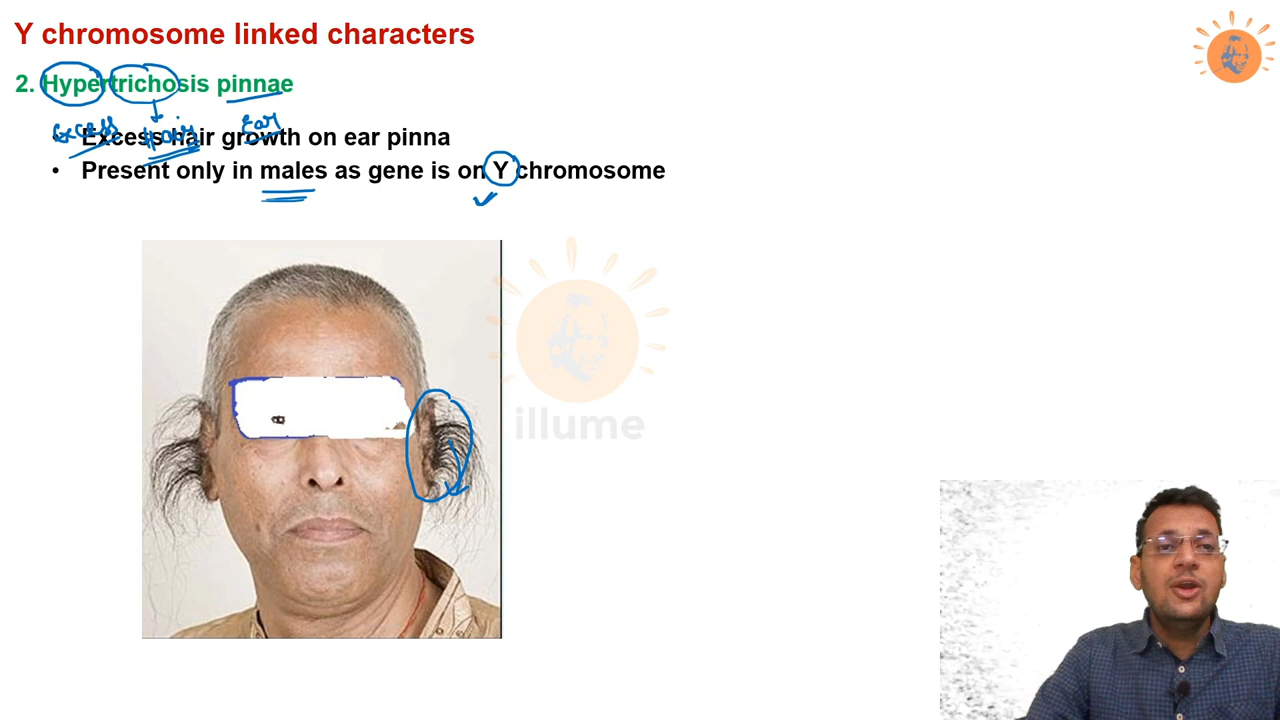 Y chromosome linked characters
2. Hypertrichosis pinnae
Excess Hair Ear
• Excess hair growth on ear pinna
• Present only in males as gene is on Y chromosome
illume